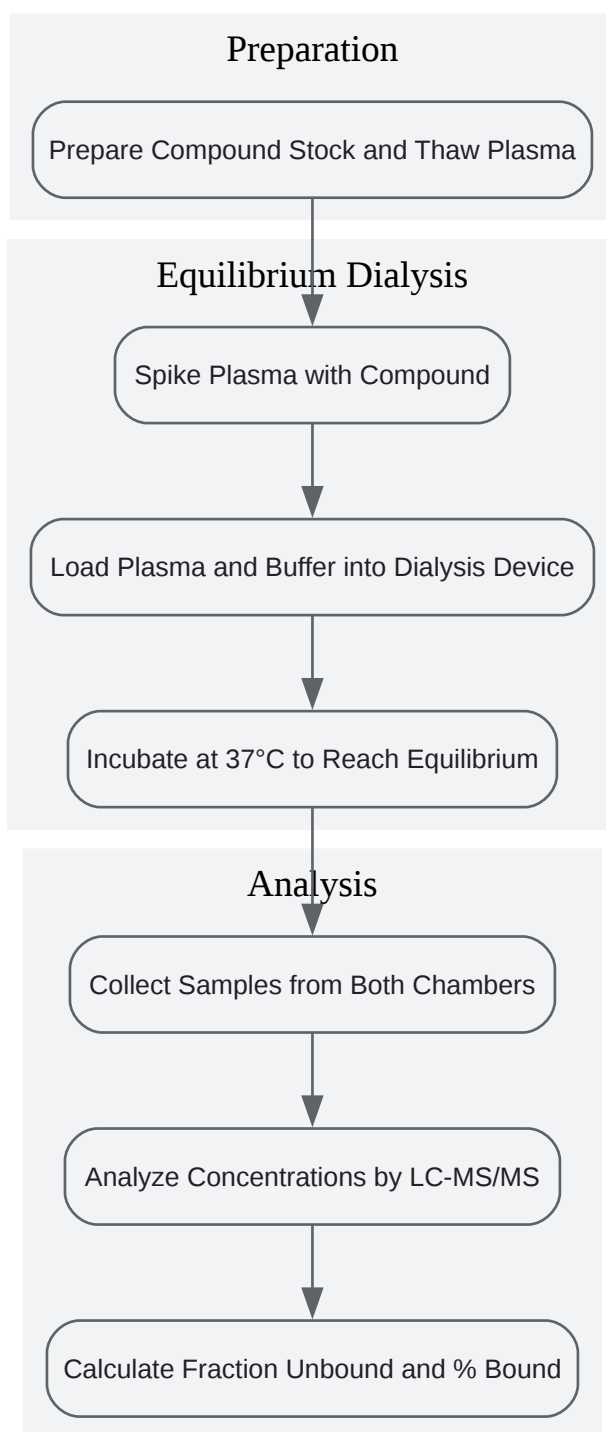 Preparation
Prepare Compound Stock and Thaw Plasma
Equilibrium Dialysis
Spike Plasma with Compound
Load Plasma and Buffer into Dialysis Device
Incubate at 37°C to Reach Equilibrium
Analysis
Collect Samples from Both Chambers
Analyze Concentrations by LC-MS/MS
Calculate Fraction Unbound and % Bound